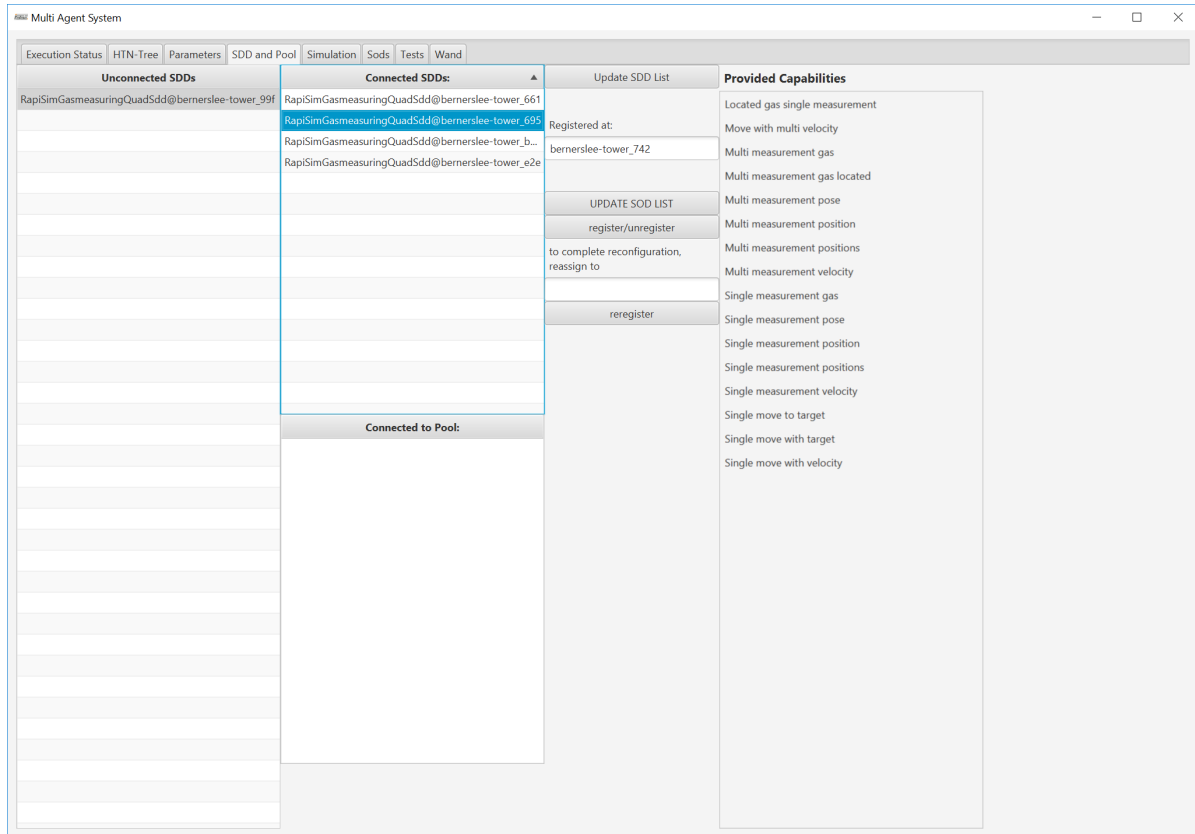 Multi Agent System
Execution Status HTN-Tree Parameters SDD and Pool Simulation Sods Tests Wand
Unconnected SDDs
RapiSimGasmeasuringQuadSdd@bernerslee-tower_99f
Connected SDDs:
RapiSimGasmeasuringQuadSdd@bernerslee-tower_661
RapiSimGasmeasuringQuadSdd@bernerslee-tower_695
RapiSimGasmeasuringQuadSdd@bernerslee-tower_b...
RapiSimGasmeasuringQuadSdd@bernerslee-tower_e2e
Connected to Pool:
Update SDD List
Registered at:
bernerslee-tower_742
UPDATE SOD LIST
register/unregister
to complete reconfiguration,
reassign to
reregister
Provided Capabilities
Located gas single measurement
Move with multi velocity
Multi measurement gas
Multi measurement gas located
Multi measurement pose
Multi measurement position
Multi measurement positions
Multi measurement velocity
Single measurement gas
Single measurement pose
Single measurement position
Single measurement positions
Single measurement velocity
Single move to target
Single move with target
Single move with velocity